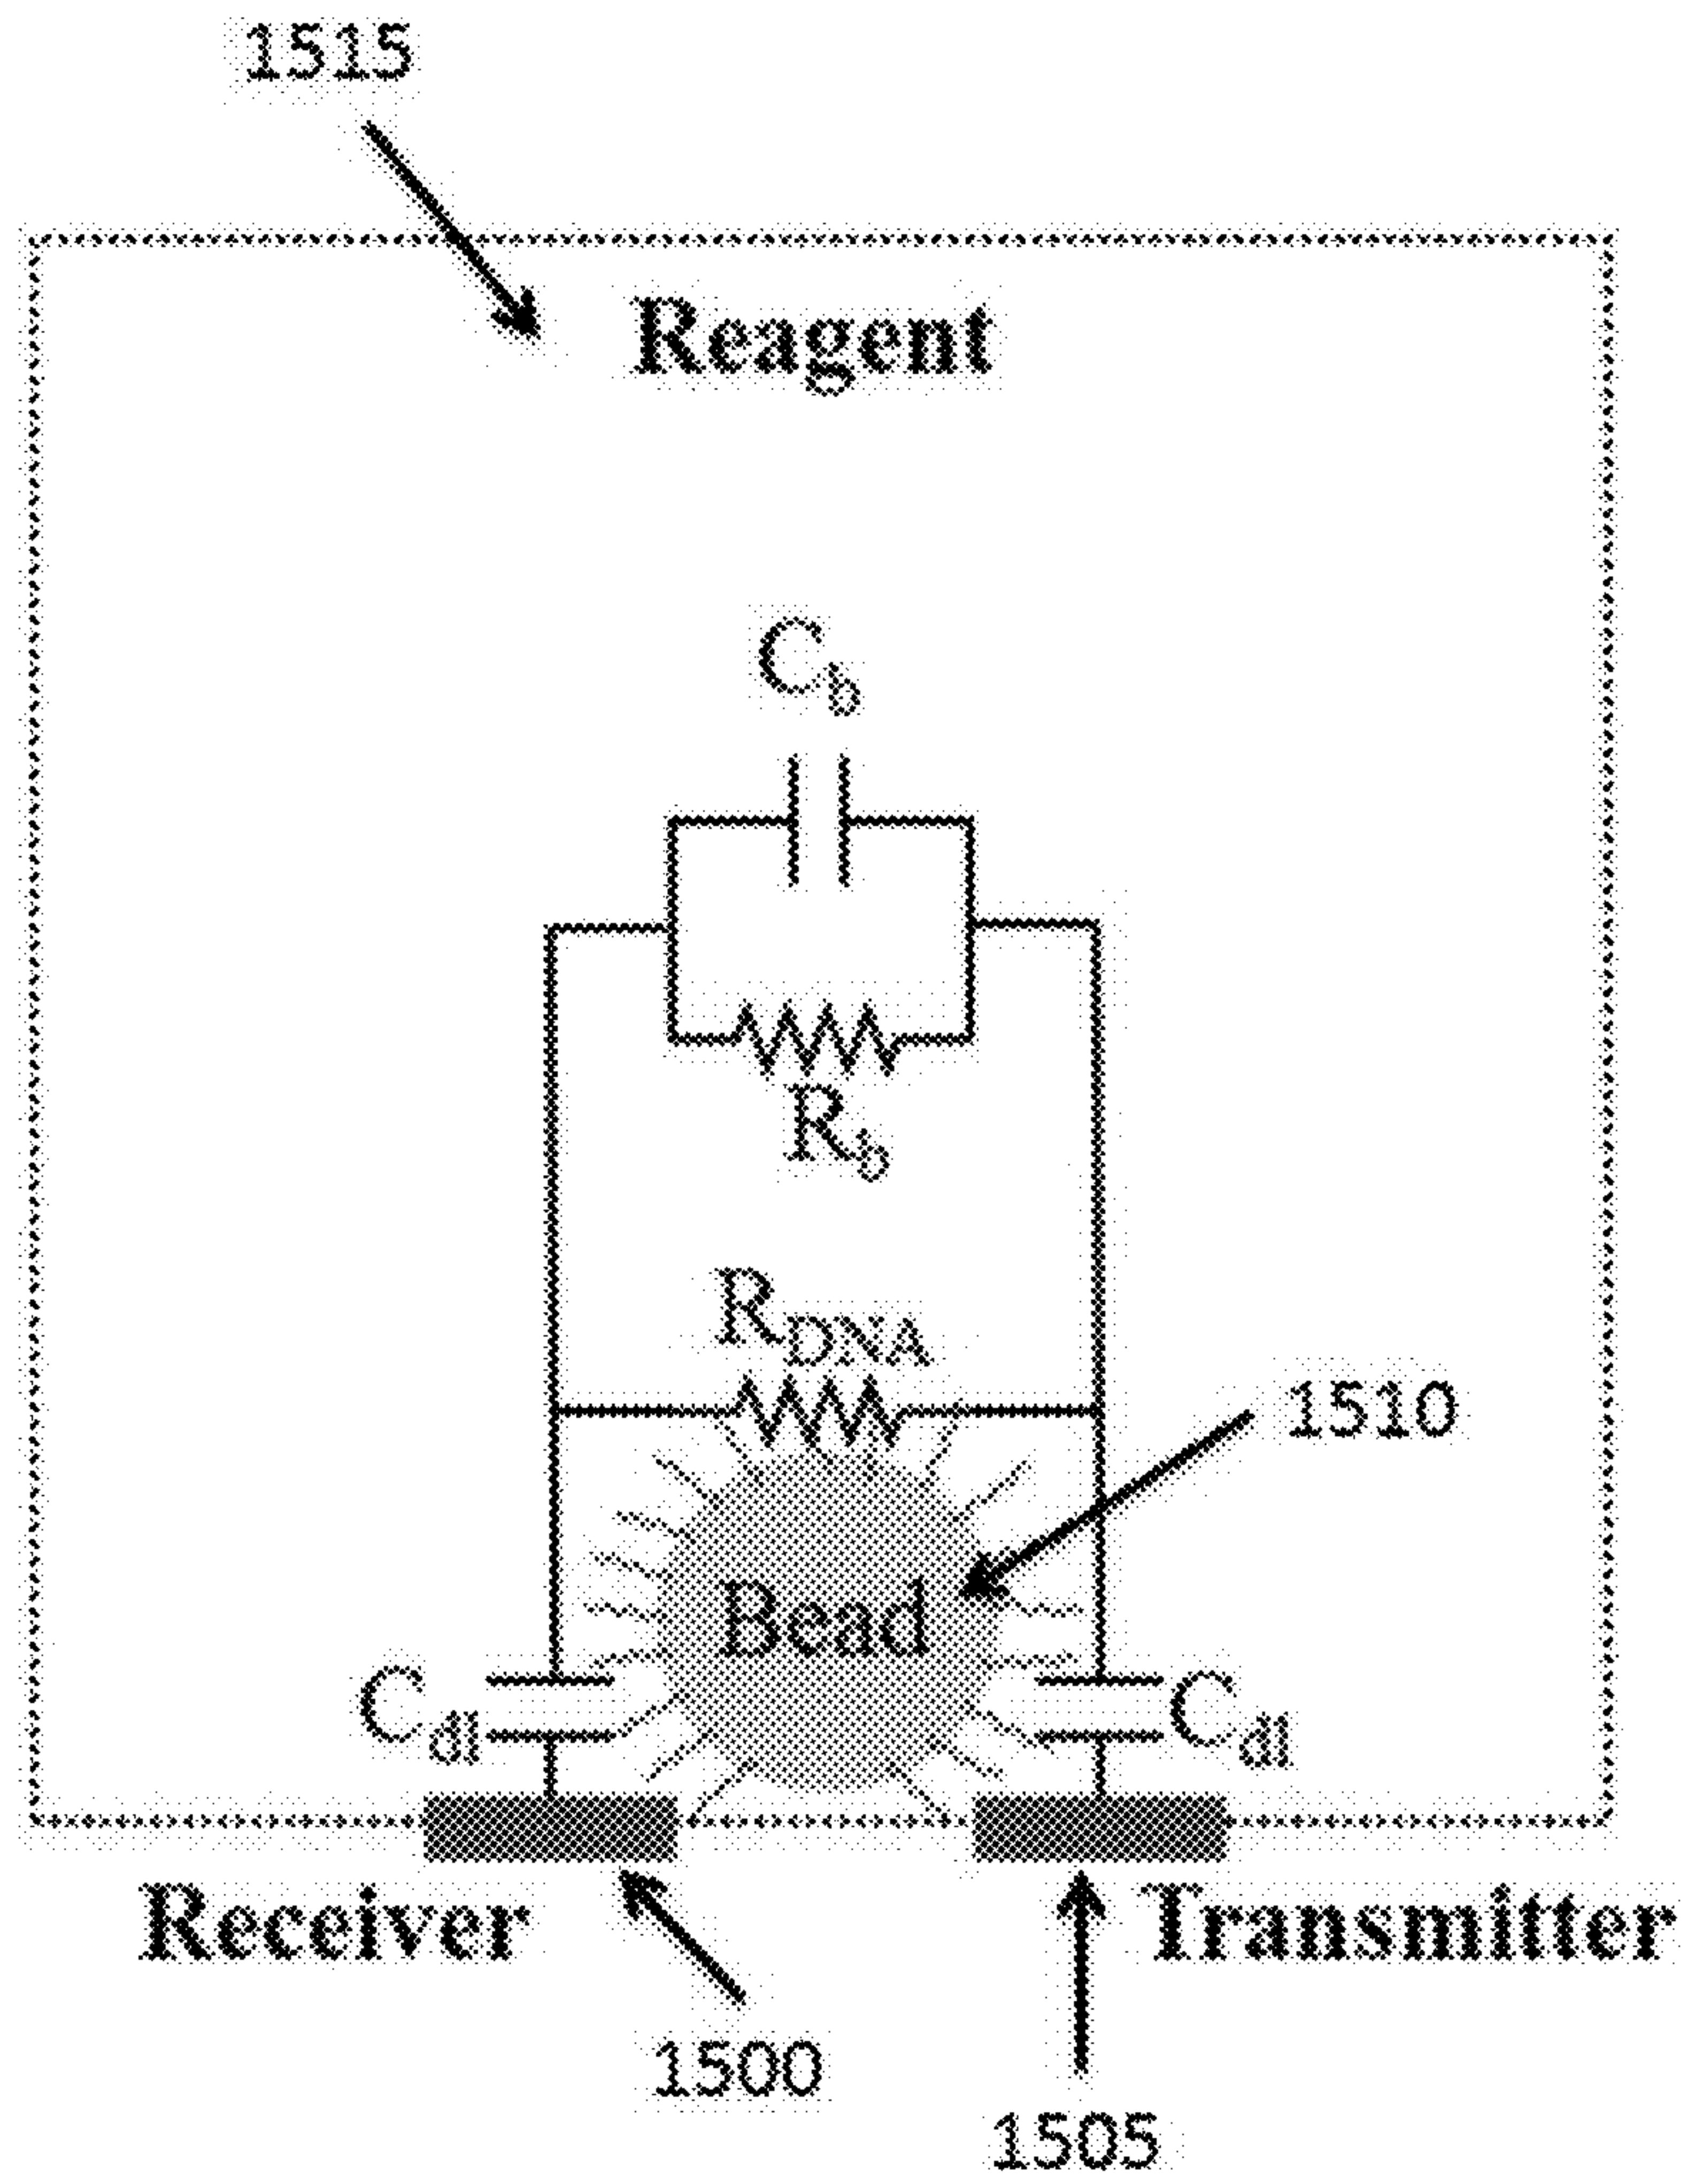 1515
Reagent
C_b
R_b
R_DNA
1510
Bead
C_dl
C_dl
Receiver
Transmitter
1500
1505